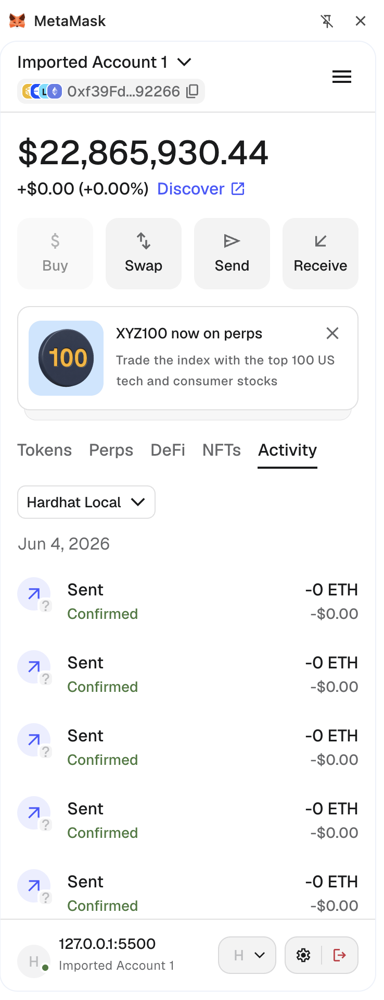 MetaMask
Imported Account 1
0xf39Fd...92266
$22,865,930.44
+$0.00 (+0.00%) Discover
$
Buy
Swap
Send
Receive
100
XYZ100 now on perps
Trade the index with the top 100 US
tech and consumer stocks
Tokens Perps DeFi NFTs Activity
Hardhat Local
Jun 4, 2026
Sent -0 ETH
? Confirmed -$0.00
Sent -0 ETH
? Confirmed -$0.00
Sent -0 ETH
? Confirmed -$0.00
Sent -0 ETH
? Confirmed -$0.00
Sent -0 ETH
? Confirmed -$0.00
127.0.0.1:5500
H Imported Account 1 H